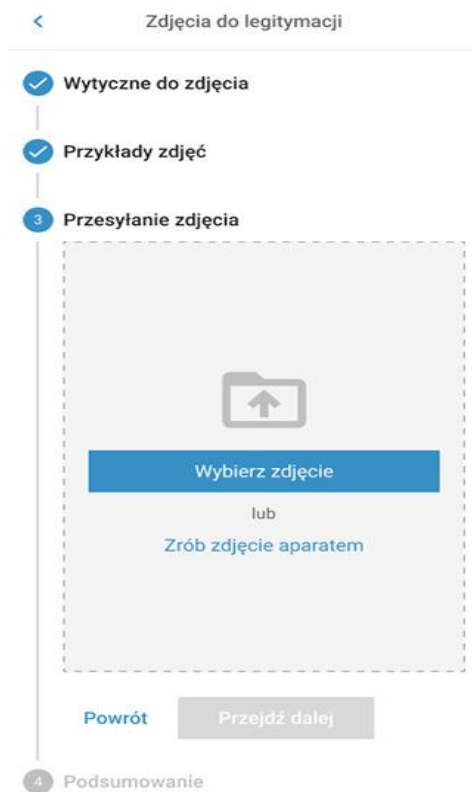 Zdjęcia do legitymacji
Wytyczne do zdjęcia
Przykłady zdjęć
3 Przesyłanie zdjęcia
Wybierz zdjęcie
lub
Zrób zdjęcie aparatem
Powrót Przejdź dalej
4 Podsumowanie